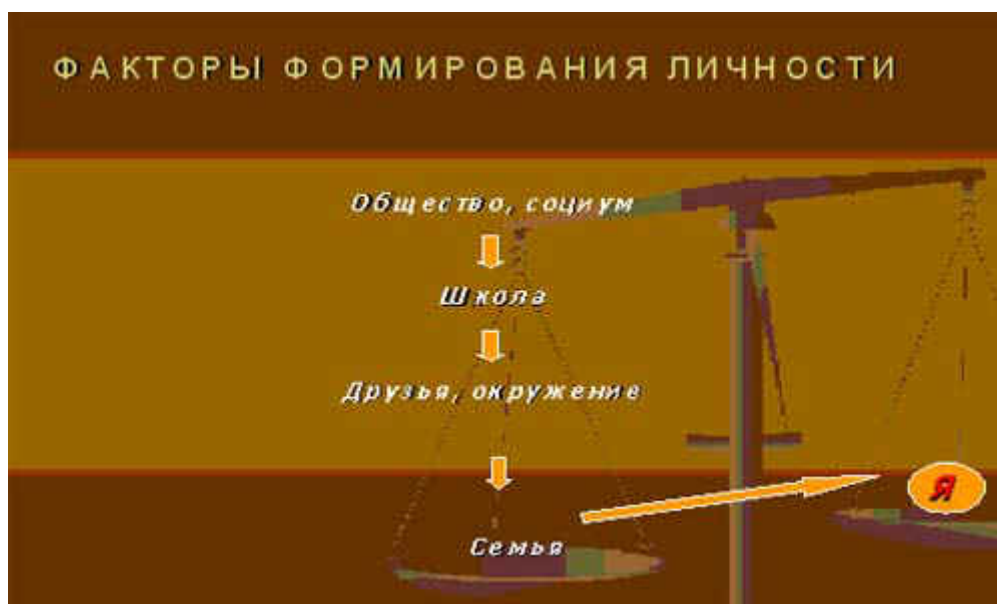 ФАКТОРЫ ФОРМИРОВАНИЯ ЛИЧНОСТИ
Общество, социум
Школа
Друзья, окружение
Я
Семья